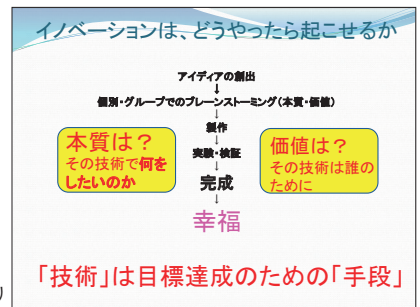 イノベーションは、どうやったら起こせるか
アイディアの創出
↓
個別・グループでのブレーンストーミング(本質・価値)
↓
製作
↓
実験・検証
↓
完成
↓
幸福
本質は?
その技術で何を
したいのか
価値は?
その技術は誰の
ために
「技術」は目標達成のための「手段」
り